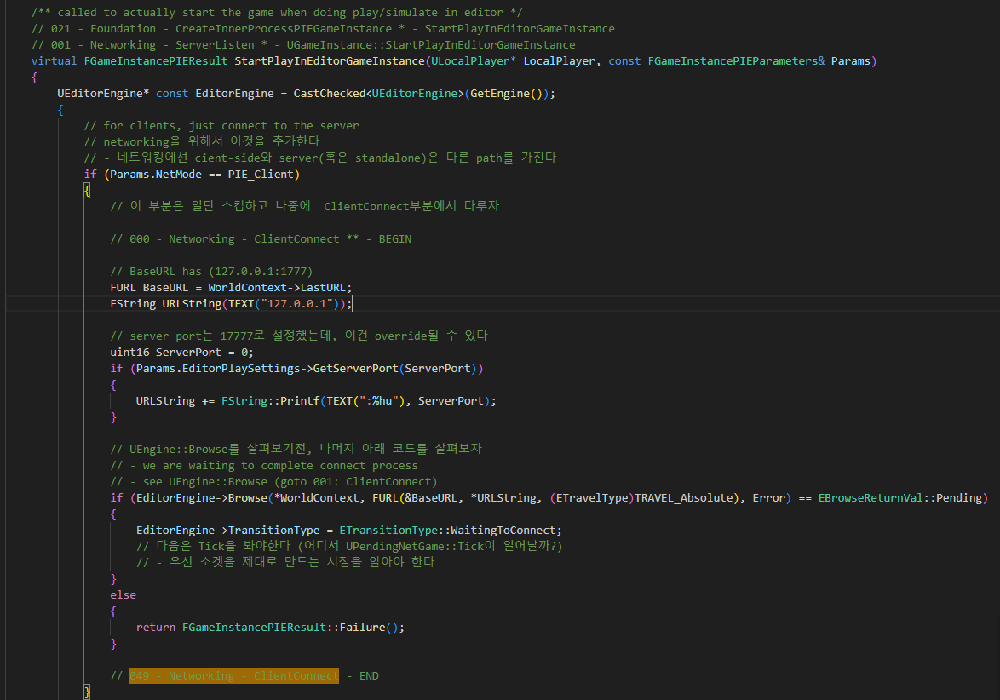 /** called to actually start the game when doing play/simulate in editor */
// 021 - Foundation - CreateInnerProcessPIEGameInstance * - StartPlayInEditorGameInstance
// 001 - Networking - ServerListen * - UGameInstance::StartPlayInEditorGameInstance
virtual FGameInstancePIEResult StartPlayInEditorGameInstance(ULocalPlayer* LocalPlayer, const FGameInstancePIEParameters& Params)
{
UEditorEngine* const EditorEngine = CastChecked<UEditorEngine>(GetEngine());
{
// for clients, just connect to the server
// networking을 위해서 이것을 추가한다
// - 네트워킹에선 cient-side와 server(혹은 standalone)은 다른 path를 가진다
if (Params.NetMode == PIE_Client)
{
// 이 부분은 일단 스킵하고 나중에  ClientConnect부분에서 다루자
// 000 - Networking - ClientConnect ** - BEGIN
// BaseURL has (127.0.0.1:1777)
FURL BaseURL = WorldContext->LastURL;
FString URLString(TEXT("127.0.0.1"));
// server port는 17777로 설정했는데, 이건 override될 수 있다
uint16 ServerPort = 0;
if (Params.EditorPlaySettings->GetServerPort(ServerPort))
{
URLString += FString::Printf(TEXT(":%hu"), ServerPort);
}
// UEngine::Browse를 살펴보기전, 나머지 아래 코드를 살펴보자
// - we are waiting to complete connect process
// - see UEngine::Browse (goto 001: ClientConnect)
if (EditorEngine->Browse(*WorldContext, FURL(&BaseURL, *URLString, (ETravelType)TRAVEL_Absolute), Error) == EBrowseReturnVal::Pending)
{
EditorEngine->TransitionType = ETransitionType::WaitingToConnect;
// 다음은 Tick을 봐야한다 (어디서 UPendingNetGame::Tick이 일어날까?)
// - 우선 소켓을 제대로 만드는 시점을 알아야 한다
}
else
{
return FGameInstancePIEResult::Failure();
}
// 049 - Networking - ClientConnect - END
}